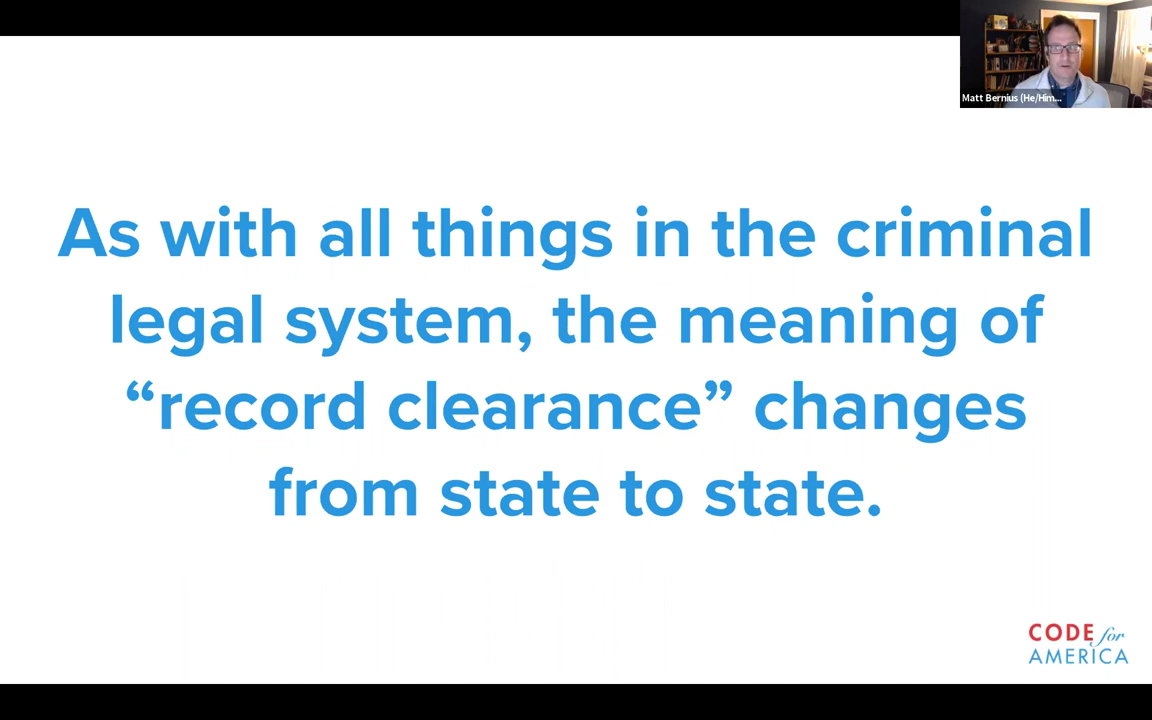 Matt Bernius (He/Him...
As with all things in the criminal
legal system, the meaning of
“record clearance” changes
from state to state.
CODE for
AMERICA